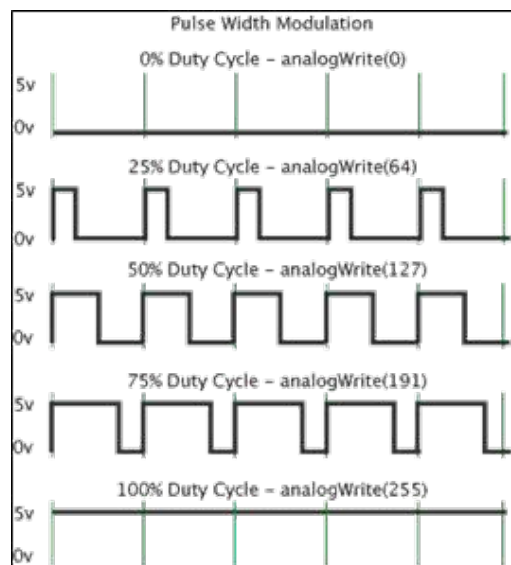 Pulse Width Modulation
0% Duty Cycle – analogWrite(0)
5v
0v
25% Duty Cycle – analogWrite(64)
5v
0v
50% Duty Cycle – analogWrite(127)
5v
0v
75% Duty Cycle – analogWrite(191)
5v
0v
100% Duty Cycle – analogWrite(255)
5v
0v